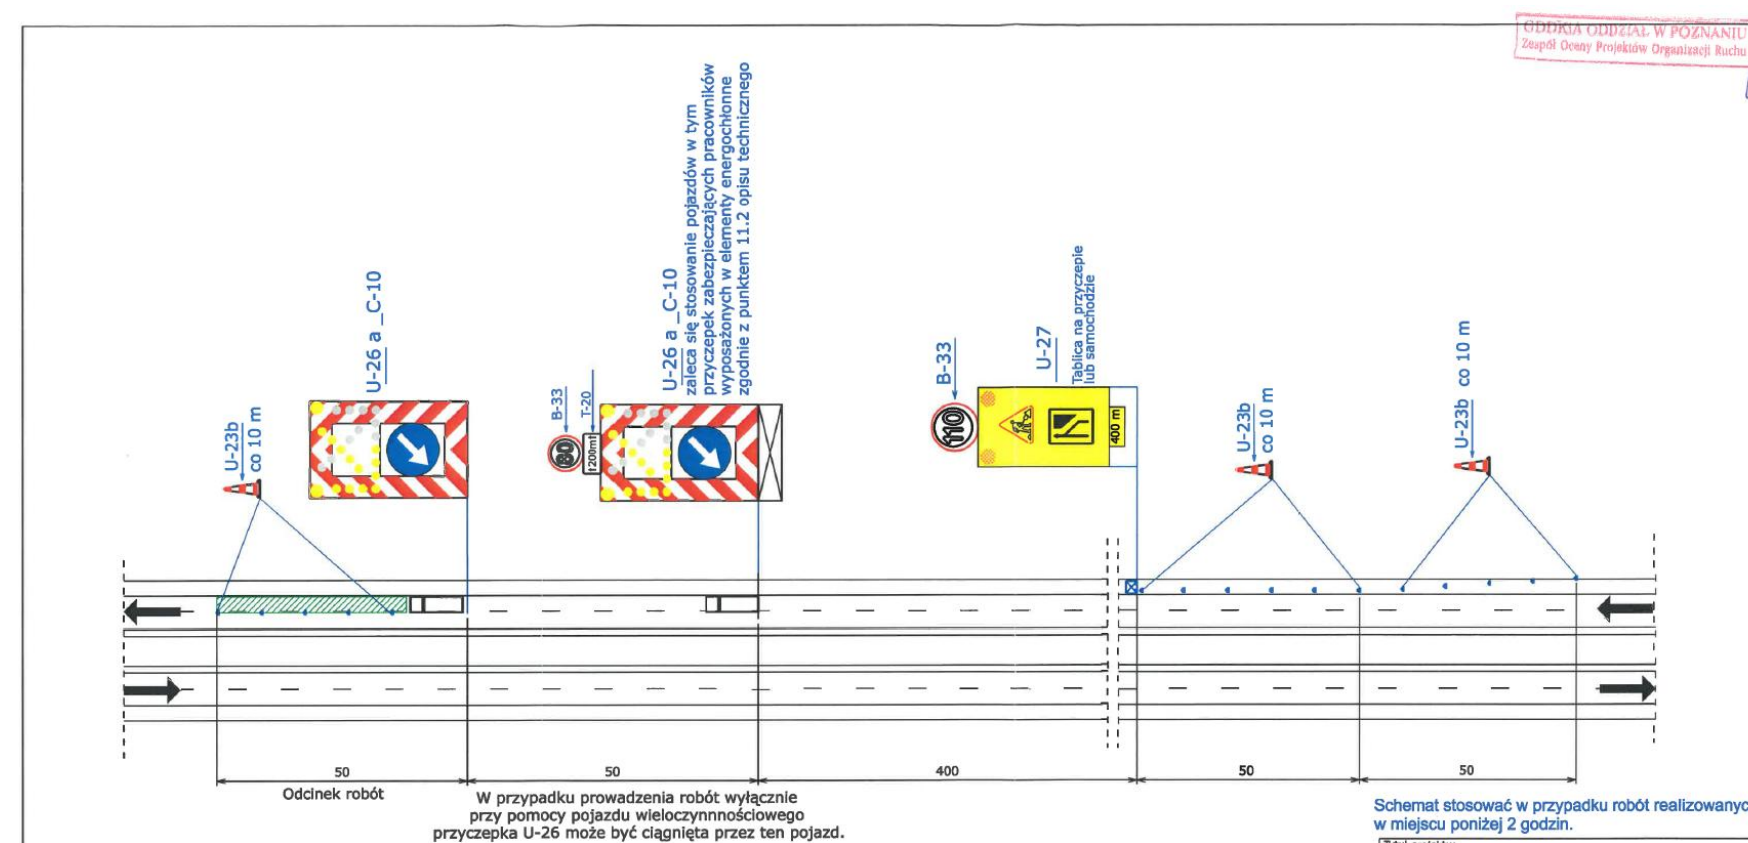 GDDKiA ODDZIAŁ W POZNANIU
Zespół Oceny Projektów Organizacji Ruchu
U-23b
co 10 m
U-26 a _C-10
B-33
T-20
80
200m
U-26 a _C-10
zaleca się stosowanie pojazdów w tym
przyczepek zabezpieczających pracowników
wyposażonych w elementy energochłonne
zgodnie z punktem 11.2 opisu technicznego
B-33
110
U-27
Tablica na przyczepie
lub samochodzie
400 m
U-23b
co 10 m
U-23b co 10 m
50
50
400
50
50
Odcinek robót
W przypadku prowadzenia robót wyłącznie
przy pomocy pojazdu wieloczynnnościowego
przyczepka U-26 może być ciągnięta przez ten pojazd.
Schemat stosować w przypadku robót realizowanyc
w miejscu poniżej 2 godzin.